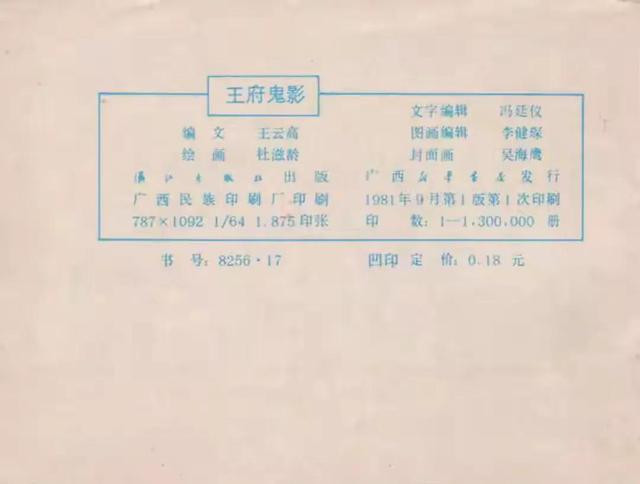 王府鬼影
编 文 王云高
绘 画 杜滋龄
漓江出版社出版
广西民族印刷厂印刷
787×1092 1/64 1.875印张
文字编辑 冯廷仪
图画编辑 李健琛
封面画 吴海鹰
广西新华书店发行
1981年9月第1版第1次印刷
印 数：1—1,300,000 册
书 号：8256·17
凹印 定 价：0.18 元